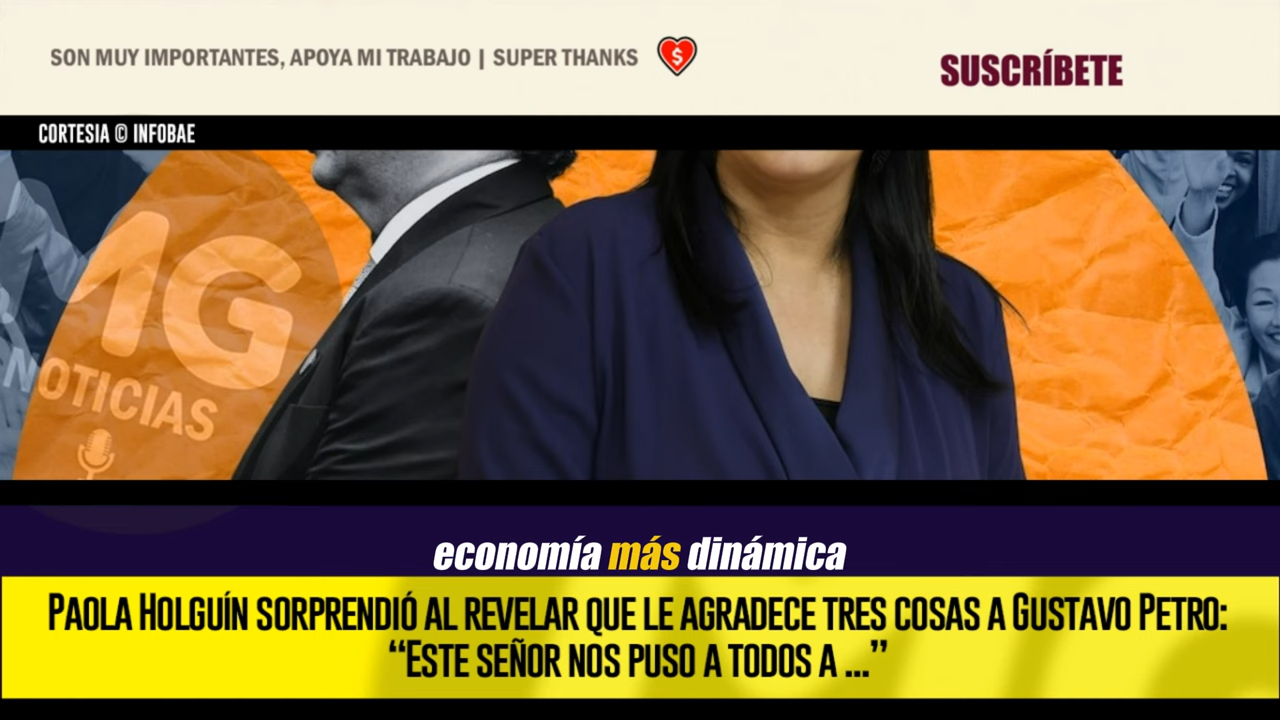 SON MUY IMPORTANTES, APOYA MI TRABAJO | SUPER THANKS $
SUSCRÍBETE
CORTESIA © INFOBAE
MG
NOTICIAS
economía más dinámica
PAOLA HOLGUÍN SORPRENDIÓ AL REVELAR QUE LE AGRADECE TRES COSAS A GUSTAVO PETRO:
“ESTE SEÑOR NOS PUSO A TODOS A ...”